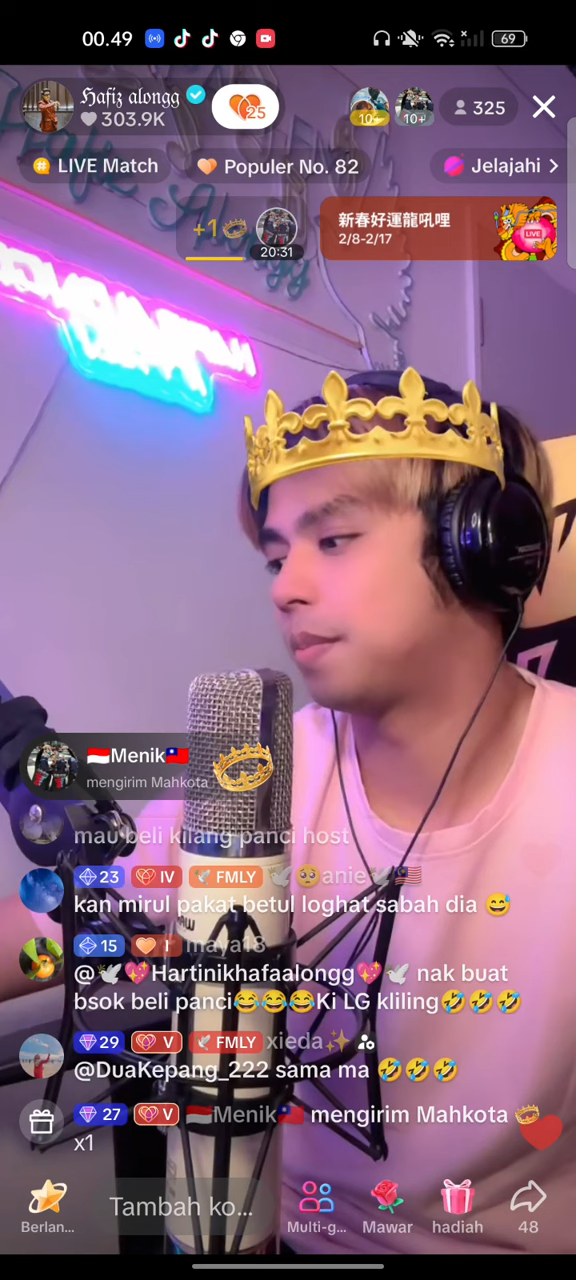 00.49
69
Hafiz alongg
303.9K
25
10+
10+
325
LIVE Match
Populer No. 82
Jelajahi >
+1
20:31
新春好運龍吼哩
2/8-2/17
LIVE
🇮🇩Menik🇹🇼
mengirim Mahkota
mau beli kilang panci host
23 IV FMLY 🕊🥺anie🕊🇲🇾
kan mirul pakat betul loghat sabah dia 😅
15 I maya18
@🕊💖Hartinikhafaalongg💖🕊 nak buat
bsok beli panci😂😂😂Ki LG kliling🤣🤣🤣
29 V FMLY xieda✨
@DuaKepang_222 sama ma 🤣🤣🤣
27 V 🇮🇩Menik🇹🇼 mengirim Mahkota
x1
Berlan...
Tambah ko...
Multi-g...
Mawar
hadiah
48